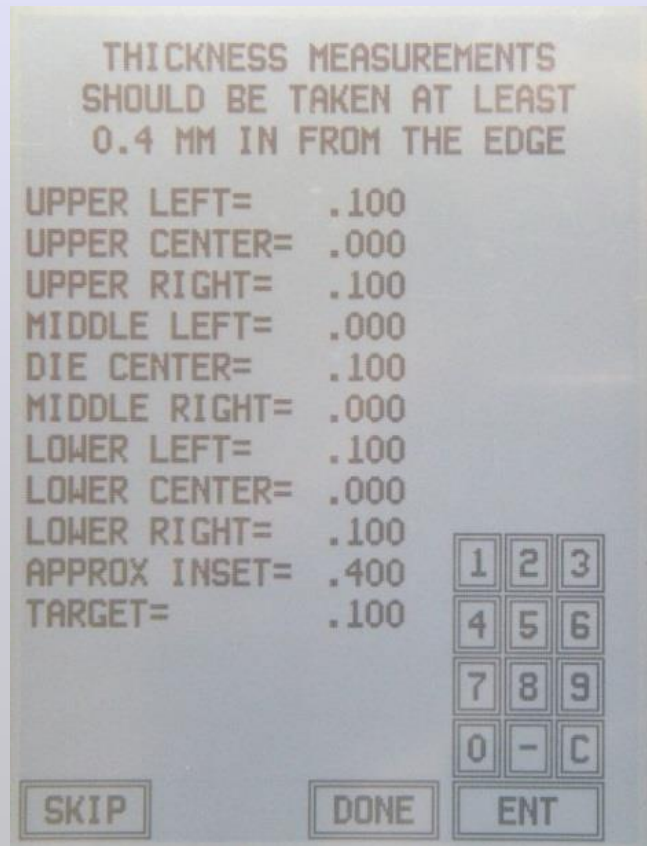 THICKNESS MEASUREMENTS
SHOULD BE TAKEN AT LEAST
0.4 MM IN FROM THE EDGE
UPPER LEFT= .100
UPPER CENTER= .000
UPPER RIGHT= .100
MIDDLE LEFT= .000
DIE CENTER= .100
MIDDLE RIGHT= .000
LOWER LEFT= .100
LOWER CENTER= .000
LOWER RIGHT= .100
APPROX INSET= .400
TARGET= .100
1 2 3
4 5 6
7 8 9
0 - C
SKIP DONE ENT